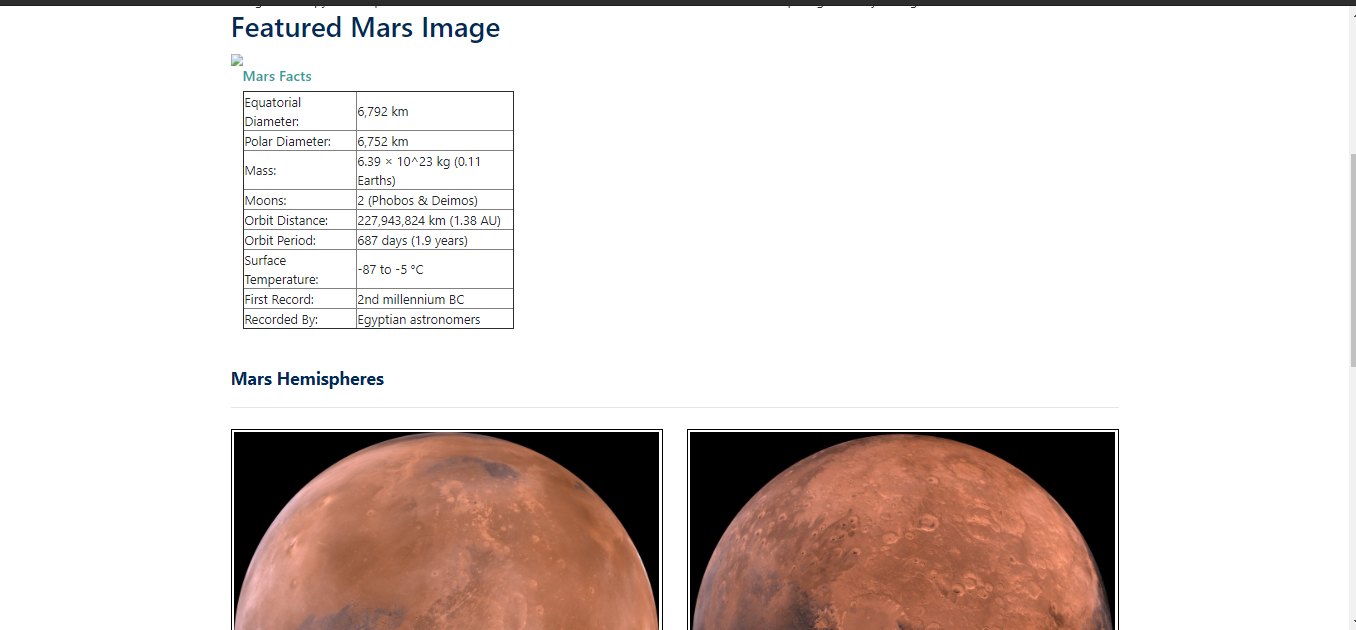 Featured Mars Image
Mars Facts
Equatorial
Diameter:
6,792 km
Polar Diameter: 6,752 km
Mass:
6.39 × 10^23 kg (0.11
Earths)
Moons: 2 (Phobos & Deimos)
Orbit Distance: 227,943,824 km (1.38 AU)
Orbit Period: 687 days (1.9 years)
Surface
Temperature:
-87 to -5 °C
First Record: 2nd millennium BC
Recorded By: Egyptian astronomers
Mars Hemispheres